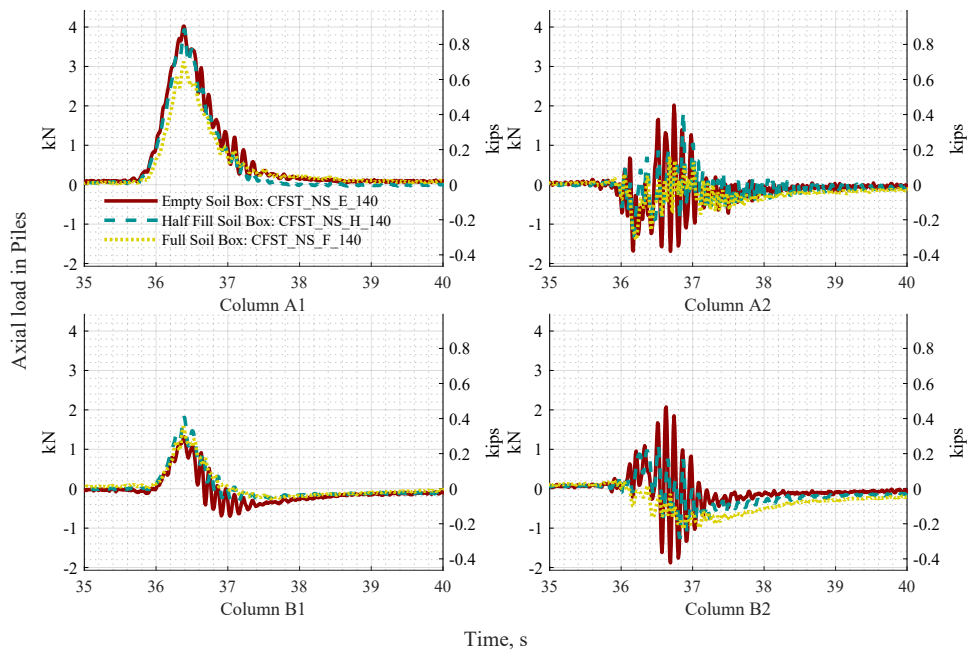 4
3
2
1
0
-1
-2
kN
0.8
0.6
0.4
0.2
0
-0.2
-0.4
kips
Empty Soil Box: CFST_NS_E_140
Half Fill Soil Box: CFST_NS_H_140
Full Soil Box: CFST_NS_F_140
35 36 37 38 39 40
Column A1
4
3
2
1
0
-1
-2
kN
0.8
0.6
0.4
0.2
0
-0.2
-0.4
kips
35 36 37 38 39 40
Column A2
Axial load in Piles
4
3
2
1
0
-1
-2
kN
0.8
0.6
0.4
0.2
0
-0.2
-0.4
kips
35 36 37 38 39 40
Column B1
4
3
2
1
0
-1
-2
kN
0.8
0.6
0.4
0.2
0
-0.2
-0.4
kips
35 36 37 38 39 40
Column B2
Time, s